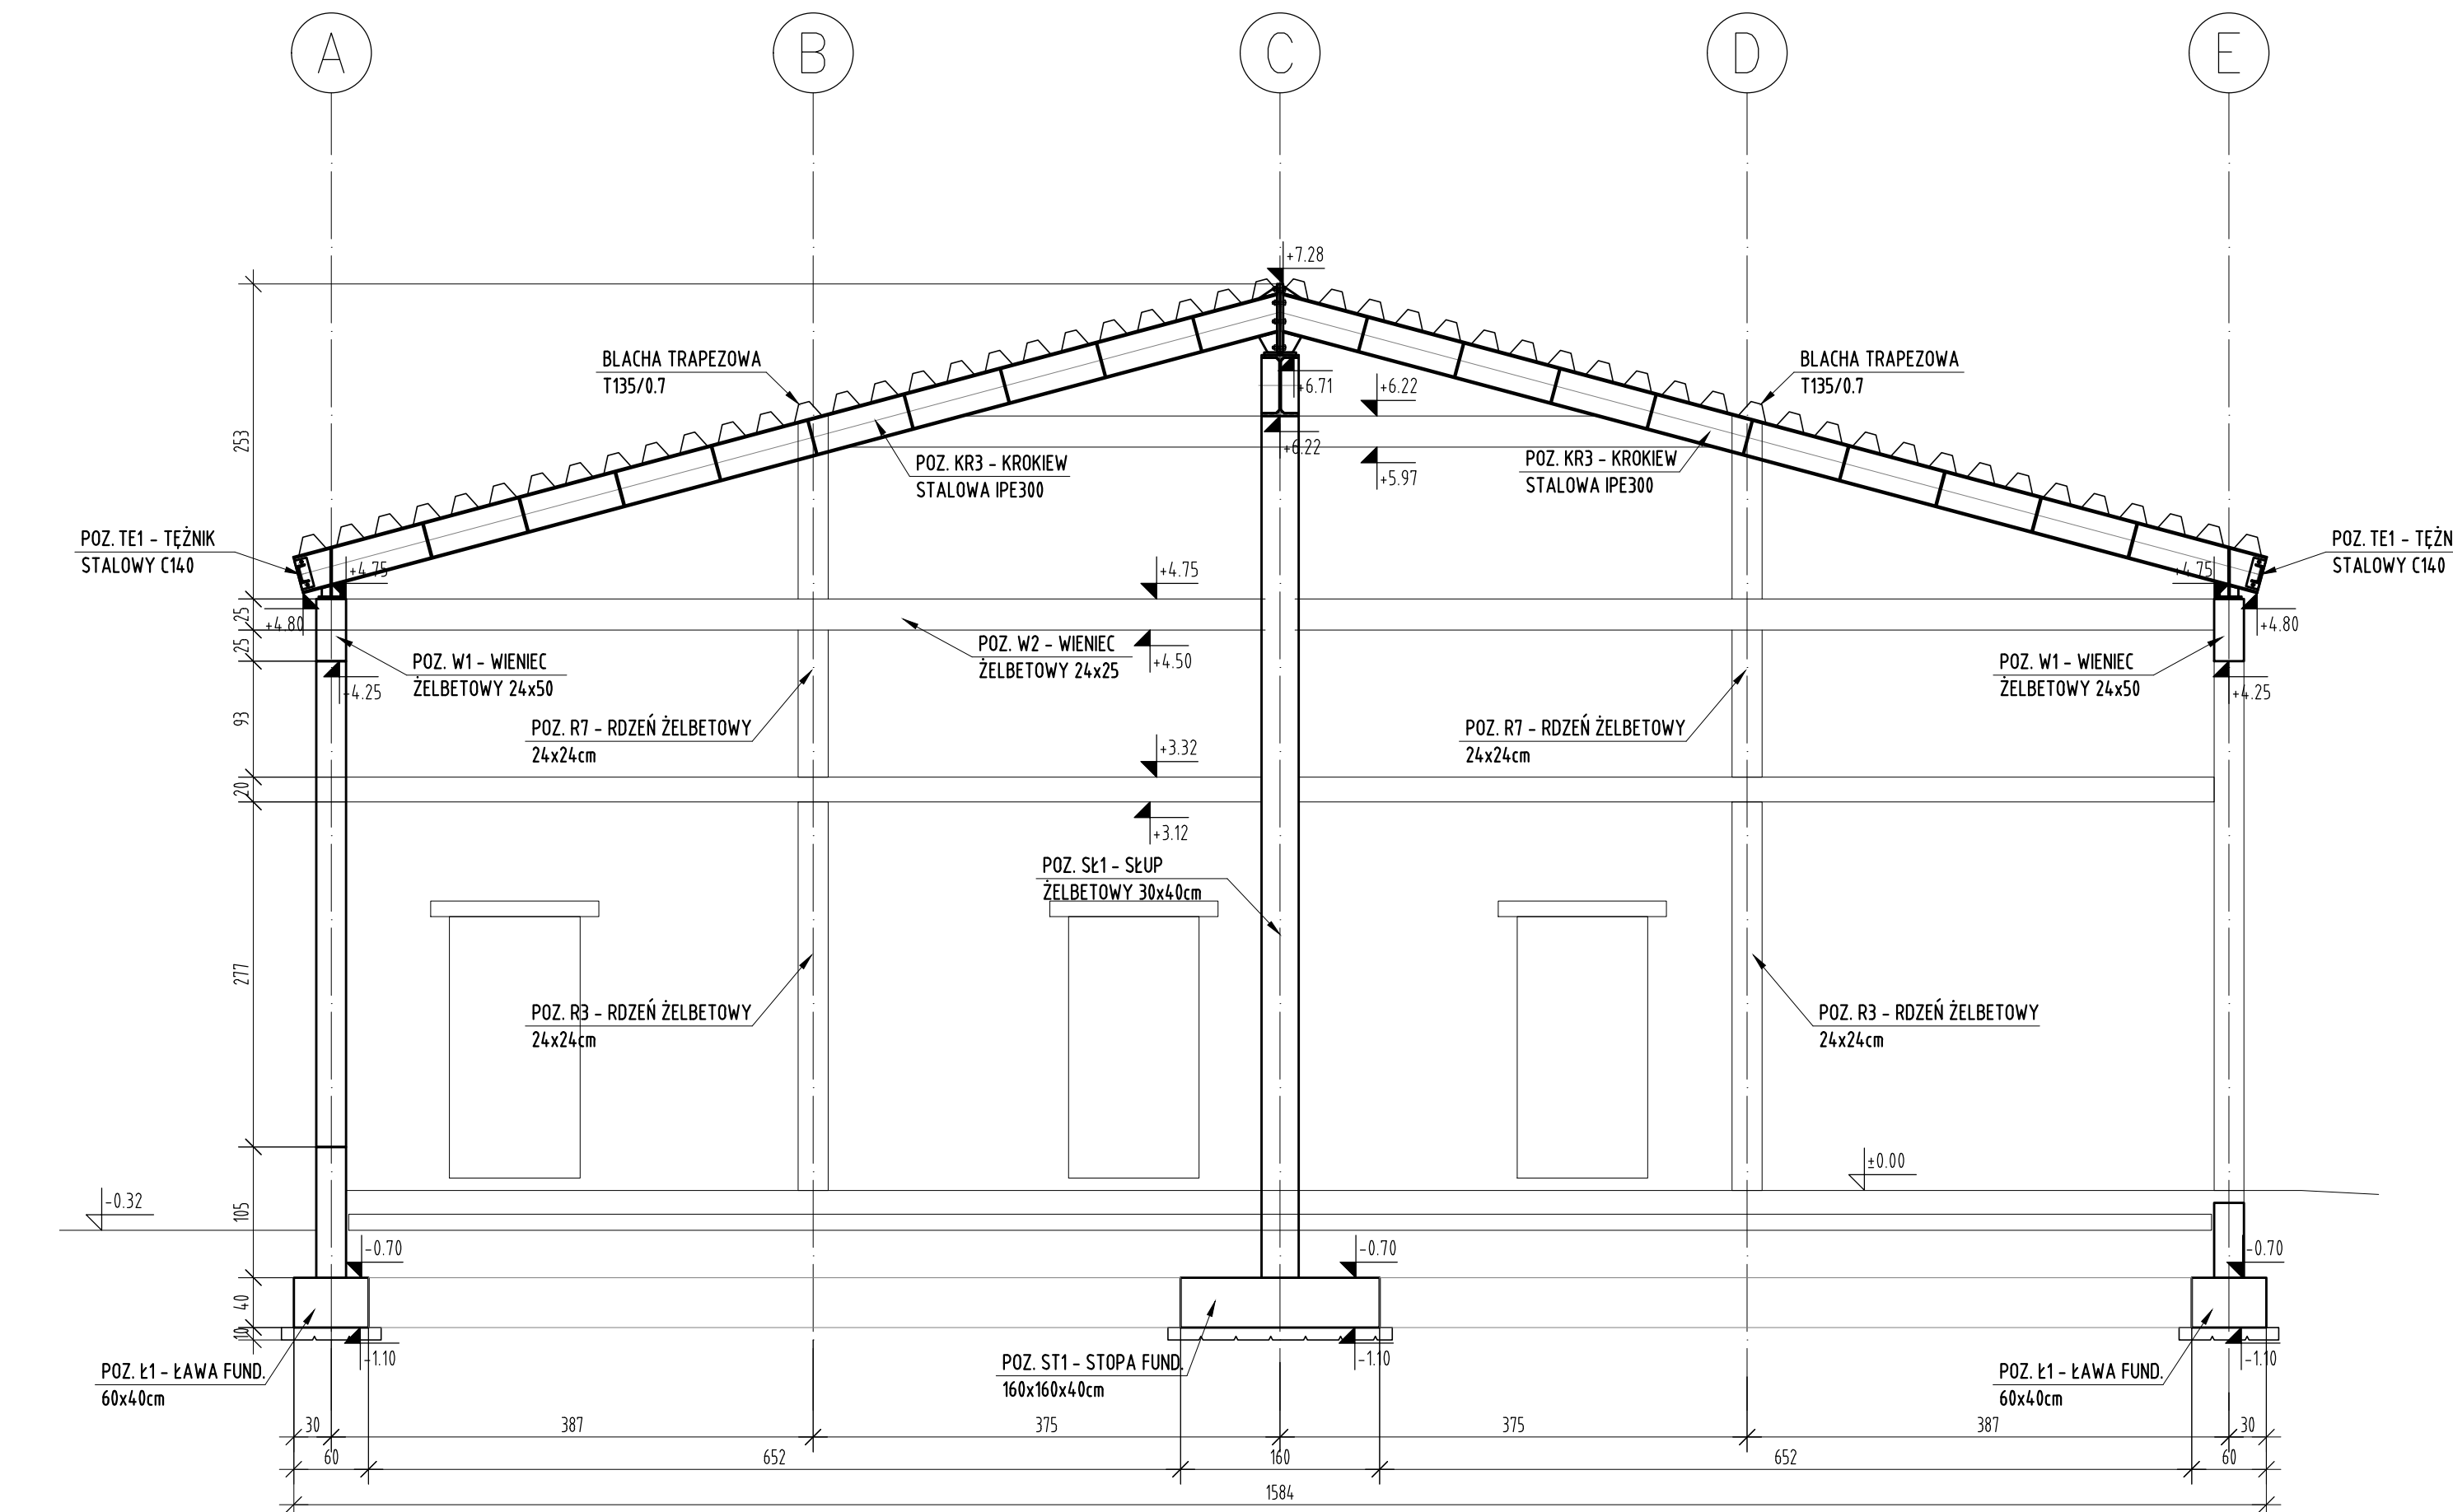 A
B
C
D
E
+7.28
BLACHA TRAPEZOWA
T135/0.7
BLACHA TRAPEZOWA
T135/0.7
+6.71
+6.22
+6.22
+5.97
253
POZ. KR3 - KROKIEW
STALOWA IPE300
POZ. KR3 - KROKIEW
STALOWA IPE300
POZ. TE1 - TĘŻNIK
STALOWY C140
POZ. TE1 - TĘŻN
STALOWY C140
+4.75
+4.75
+4.75
25
+4.80
+4.80
25
POZ. W1 - WIENIEC
ŻELBETOWY 24x50
POZ. W2 - WIENIEC
ŻELBETOWY 24x25
+4.50
POZ. W1 - WIENIEC
ŻELBETOWY 24x50
+4.25
+4.25
93
POZ. R7 - RDZEŃ ŻELBETOWY
24x24cm
POZ. R7 - RDZEŃ ŻELBETOWY
24x24cm
+3.32
20
+3.12
POZ. SŁ1 - SŁUP
ŻELBETOWY 30x40cm
277
POZ. R3 - RDZEŃ ŻELBETOWY
24x24cm
POZ. R3 - RDZEŃ ŻELBETOWY
24x24cm
±0.00
-0.32
105
-0.70
-0.70
-0.70
40
10
-1.10
-1.10
-1.10
POZ. Ł1 - ŁAWA FUND.
60x40cm
POZ. ST1 - STOPA FUND.
160x160x40cm
POZ. Ł1 - ŁAWA FUND.
60x40cm
30 387 375 375 387 30
60 652 160 652 60
1584